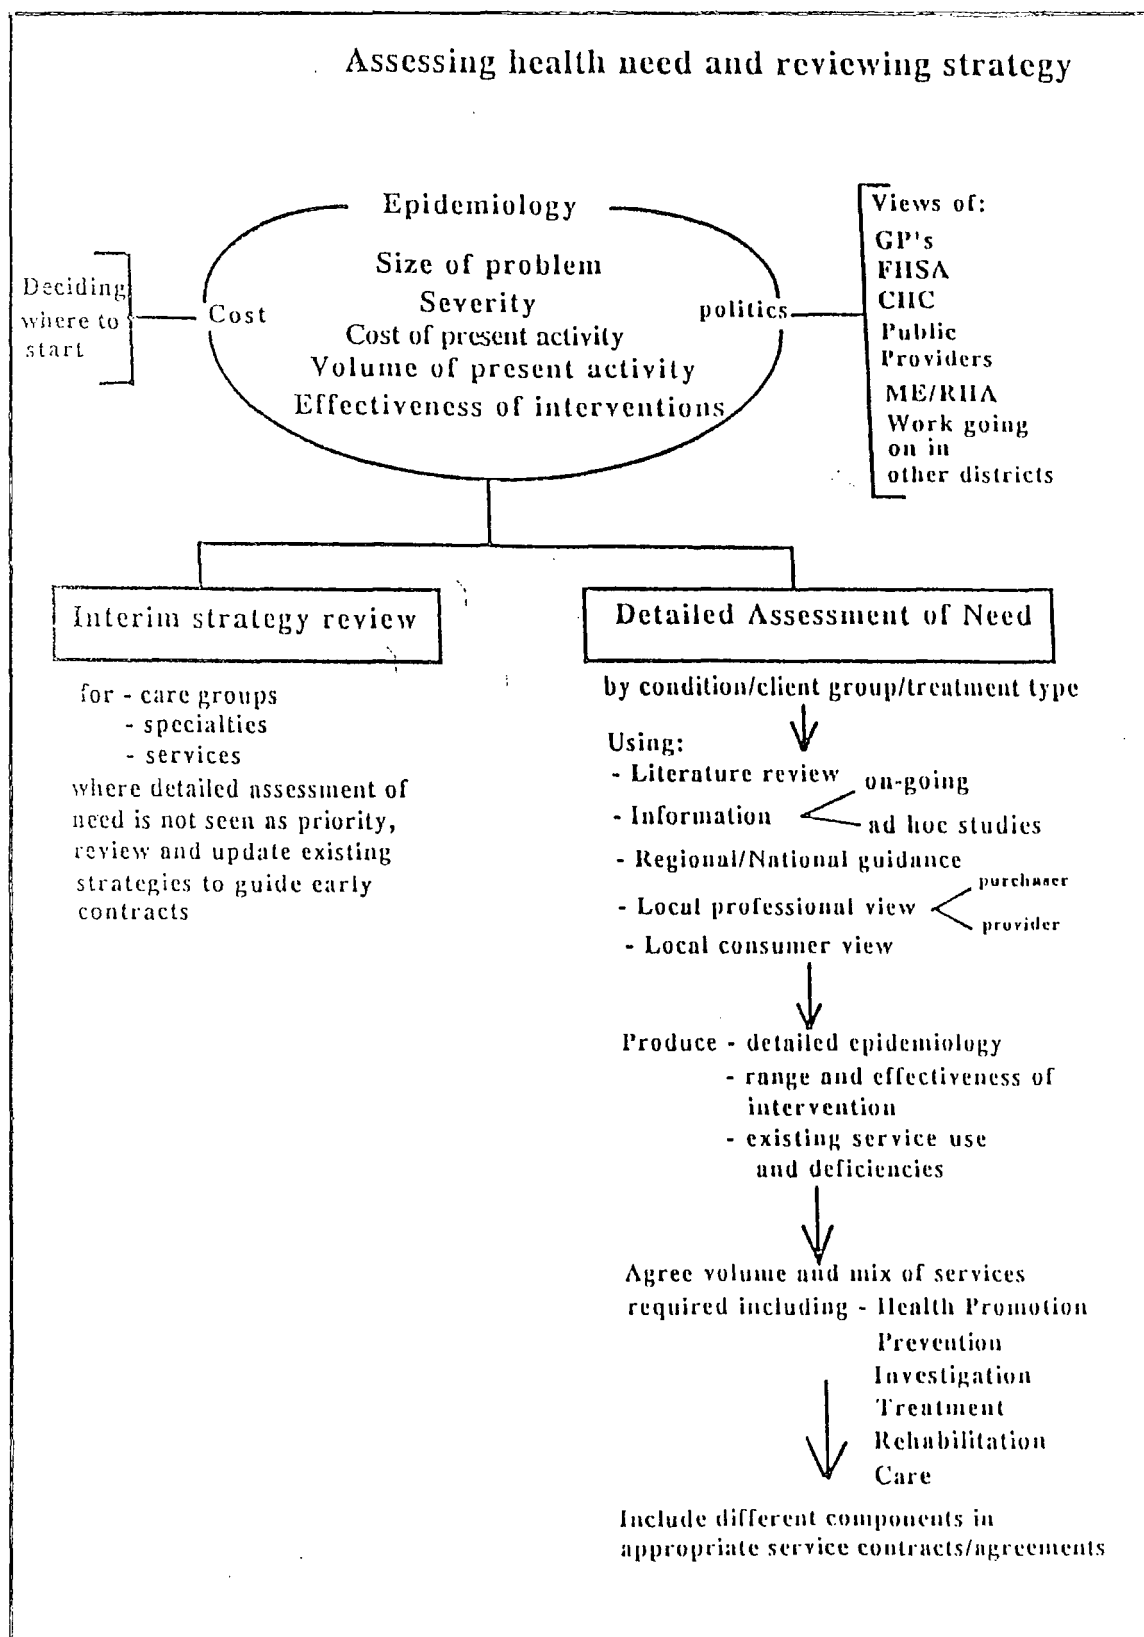 Assessing health need and reviewing strategy
Epidemiology
Size of problem
Severity
Cost of present activity
Volume of present activity
Effectiveness of interventions
Deciding
where to
start
Cost
politics
Views of:
GP's
FHSA
CHC
Public
Providers
ME/RHA
Work going
on in
other districts
Interim strategy review
for - care groups
- specialties
- services
where detailed assessment of
need is not seen as priority,
review and update existing
strategies to guide early
contracts
Detailed Assessment of Need
by condition/client group/treatment type
Using:
- Literature review
- Information
on-going
ad hoc studies
- Regional/National guidance
- Local professional view
purchaser
provider
- Local consumer view
Produce - detailed epidemiology
- range and effectiveness of
intervention
- existing service use
and deficiencies
Agree volume and mix of services
required including - Health Promotion
Prevention
Investigation
Treatment
Rehabilitation
Care
Include different components in
appropriate service contracts/agreements